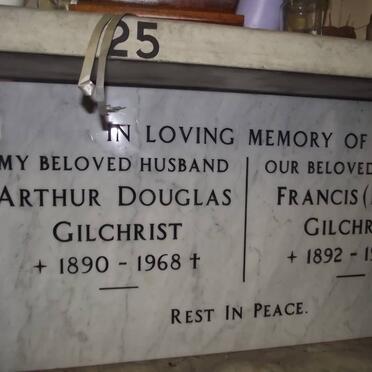 25
IN LOVING MEMORY OF
MY BELOVED HUSBAND
ARTHUR DOUGLAS
GILCHRIST
+ 1890 - 1968 †
OUR BELOVED
FRANCIS (
GILCHR
+ 1892 - 1
REST IN PEACE.